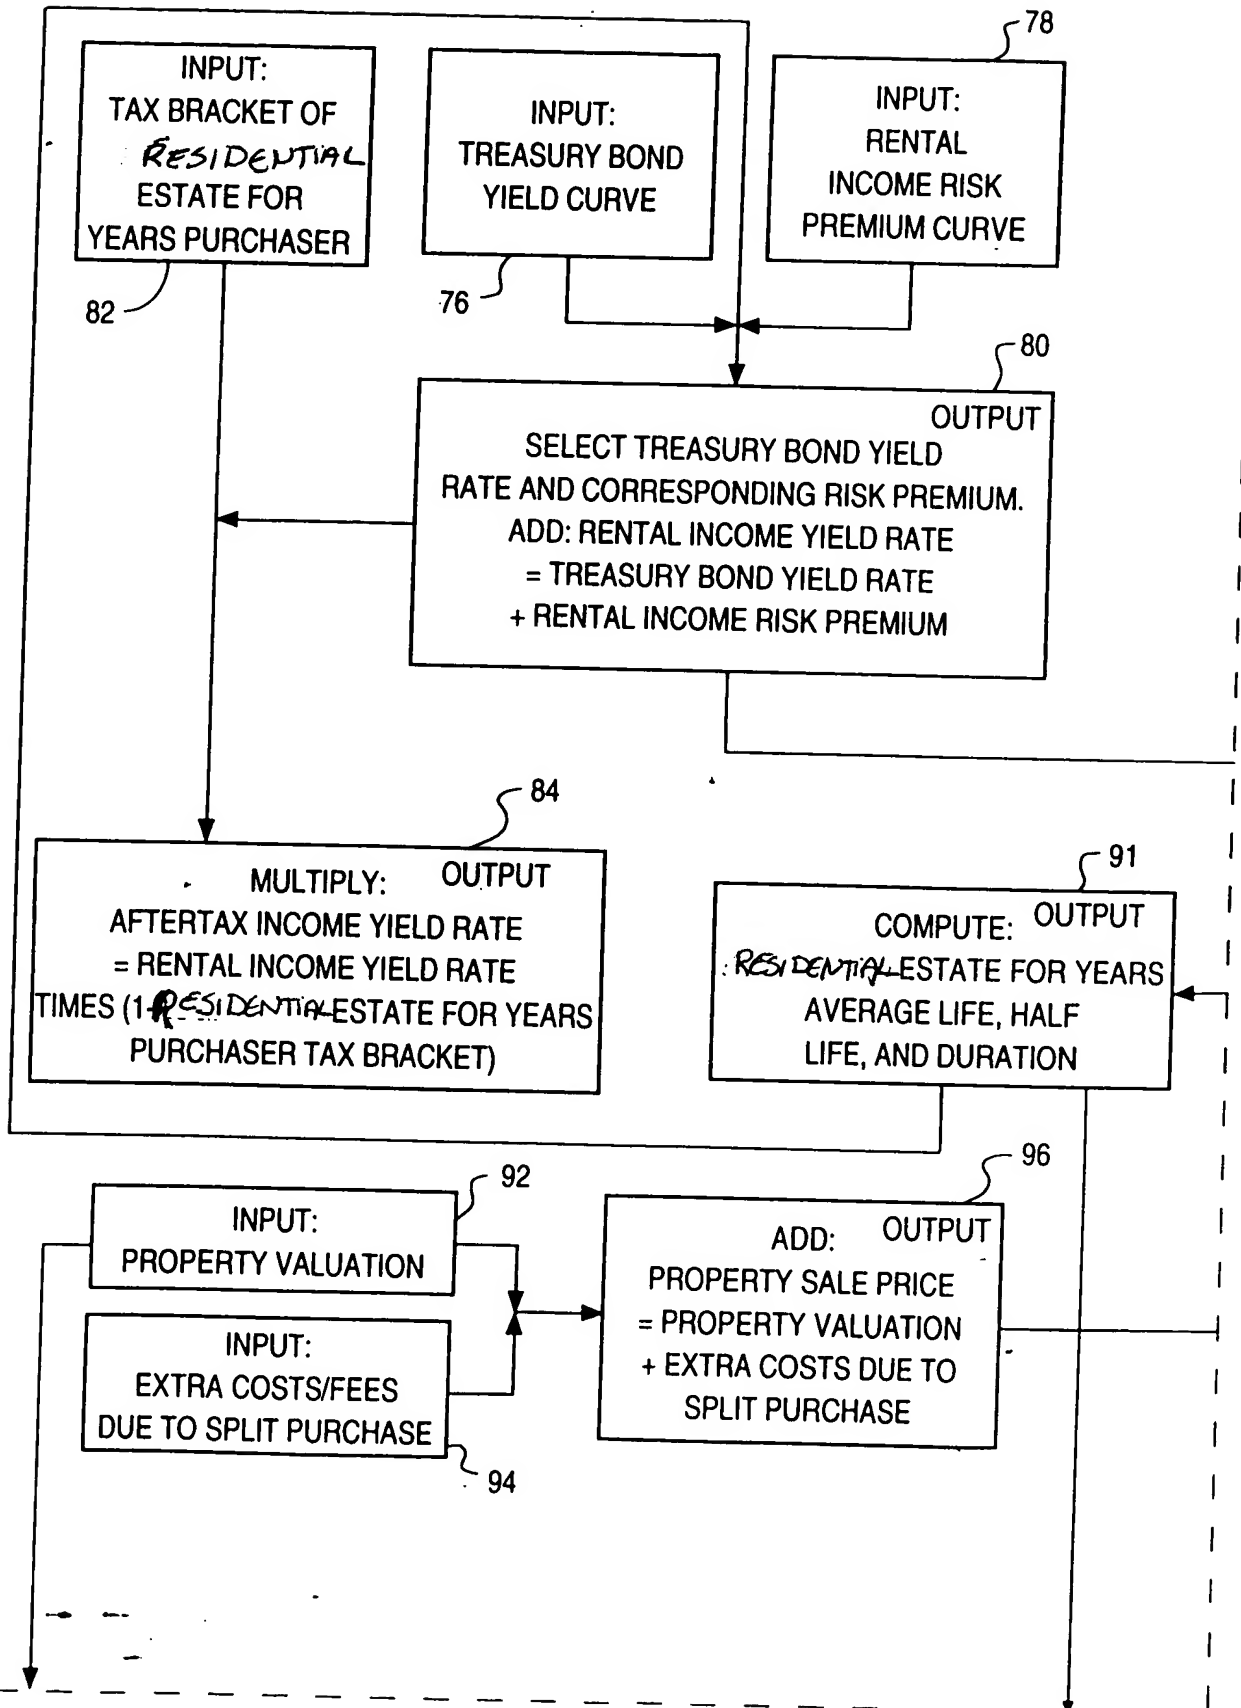 78
INPUT:
TAX BRACKET OF
RESIDENTIAL
ESTATE FOR
YEARS PURCHASER
82
INPUT:
TREASURY BOND
YIELD CURVE
76
INPUT:
RENTAL
INCOME RISK
PREMIUM CURVE
80
OUTPUT
SELECT TREASURY BOND YIELD
RATE AND CORRESPONDING RISK PREMIUM.
ADD: RENTAL INCOME YIELD RATE
= TREASURY BOND YIELD RATE
+ RENTAL INCOME RISK PREMIUM
84
MULTIPLY: OUTPUT
AFTERTAX INCOME YIELD RATE
= RENTAL INCOME YIELD RATE
TIMES (1-RESIDENTIAL ESTATE FOR YEARS
PURCHASER TAX BRACKET)
91
COMPUTE: OUTPUT
RESIDENTIAL ESTATE FOR YEARS
AVERAGE LIFE, HALF
LIFE, AND DURATION
92
INPUT:
PROPERTY VALUATION
INPUT:
EXTRA COSTS/FEES
DUE TO SPLIT PURCHASE
94
96
ADD: OUTPUT
PROPERTY SALE PRICE
= PROPERTY VALUATION
+ EXTRA COSTS DUE TO
SPLIT PURCHASE